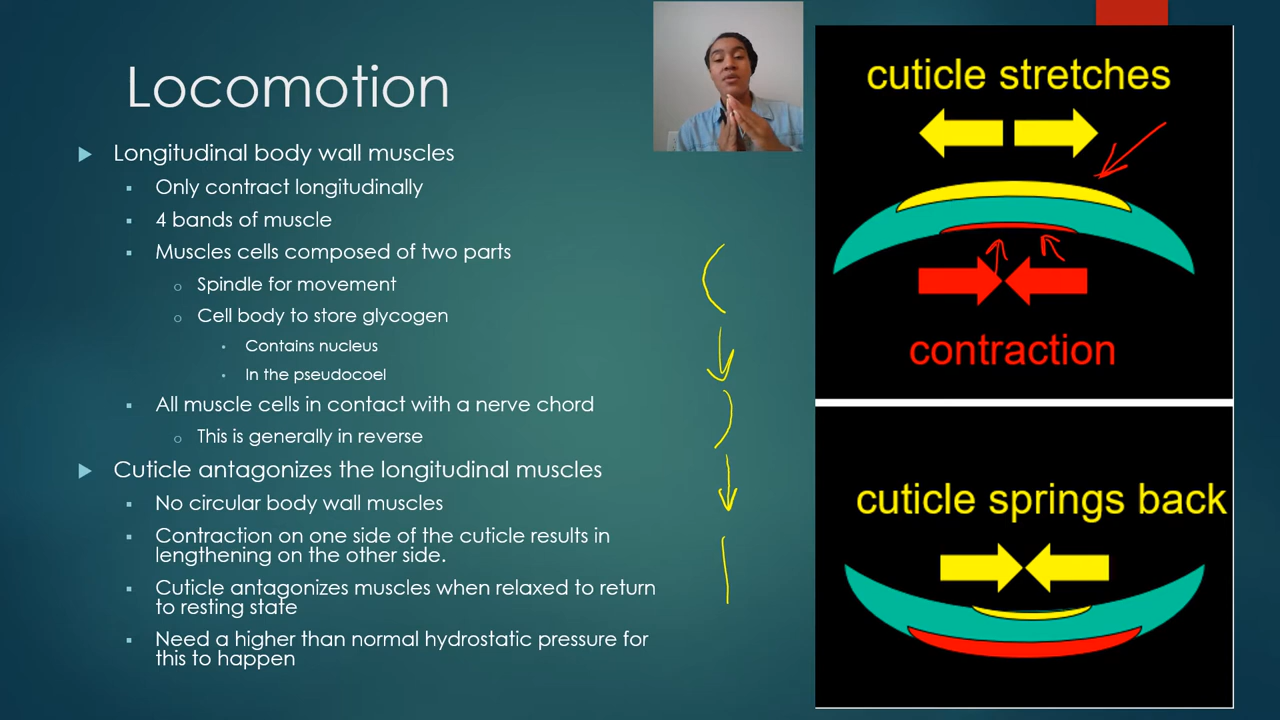 Locomotion
Longitudinal body wall muscles
Only contract longitudinally
4 bands of muscle
Muscles cells composed of two parts
Spindle for movement
Cell body to store glycogen
Contains nucleus
In the pseudocoel
All muscle cells in contact with a nerve chord
This is generally in reverse
Cuticle antagonizes the longitudinal muscles
No circular body wall muscles
Contraction on one side of the cuticle results in
lengthening on the other side.
Cuticle antagonizes muscles when relaxed to return
to resting state
Need a higher than normal hydrostatic pressure for
this to happen
cuticle stretches
contraction
cuticle springs back